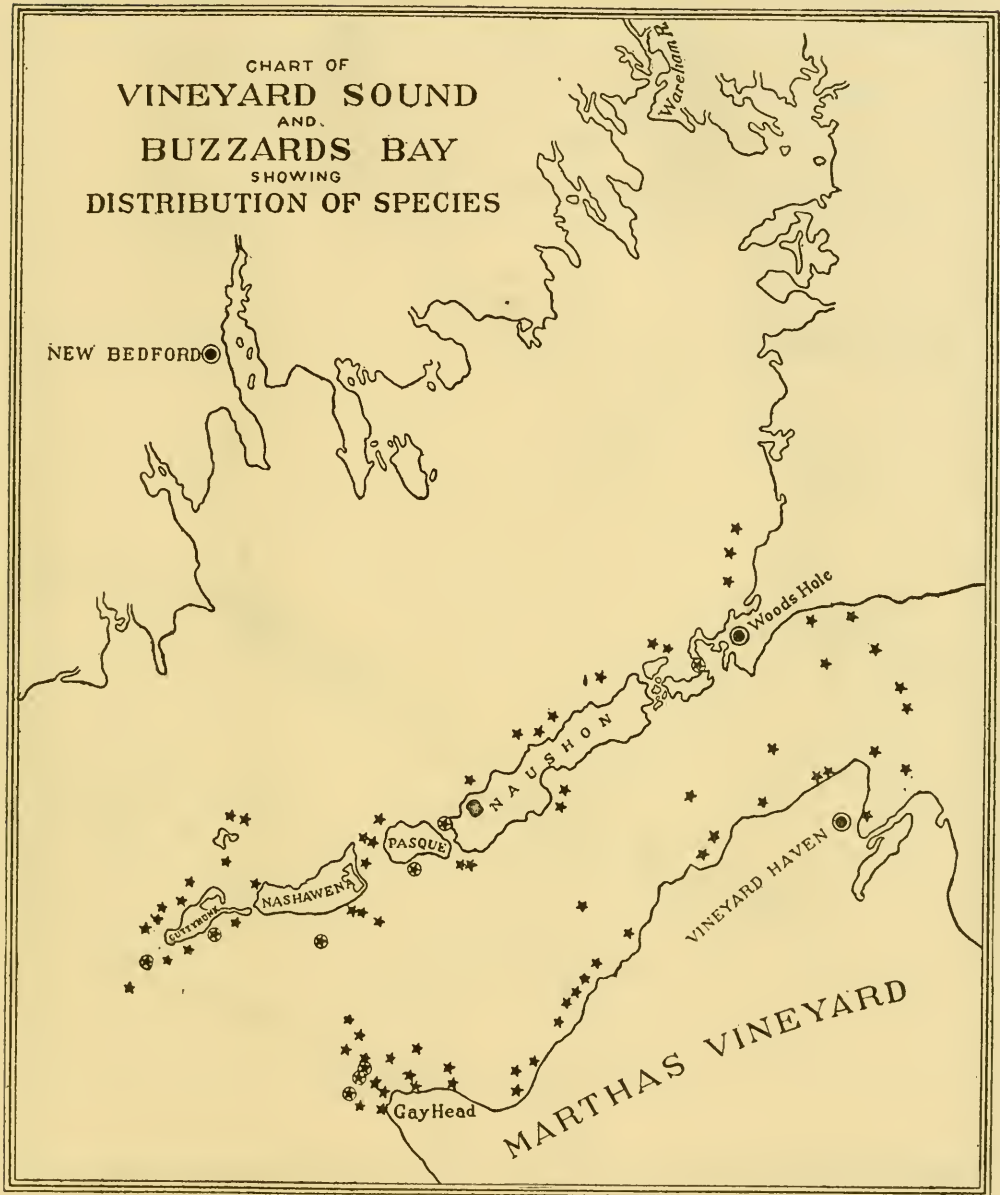 CHART OF
VINEYARD SOUND
AND
BUZZARDS BAY
SHOWING
DISTRIBUTION OF SPECIES
Wareham R.
NEW BEDFORD
Woods Hole
NAUSHON
PASQUE
NASHAWENA
CUTTYHUNK
VINEYARD HAVEN
MARTHAS VINEYARD
Gay Head